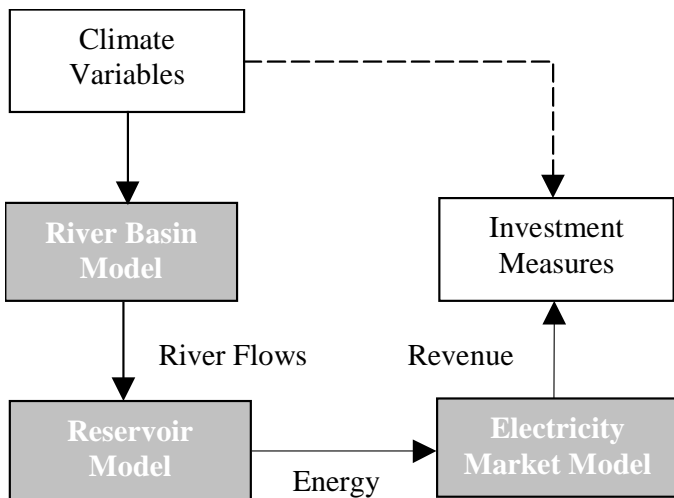 Climate
Variables
River Basin
Model
Investment
Measures
River Flows
Revenue
Reservoir
Model
Energy
Electricity
Market Model